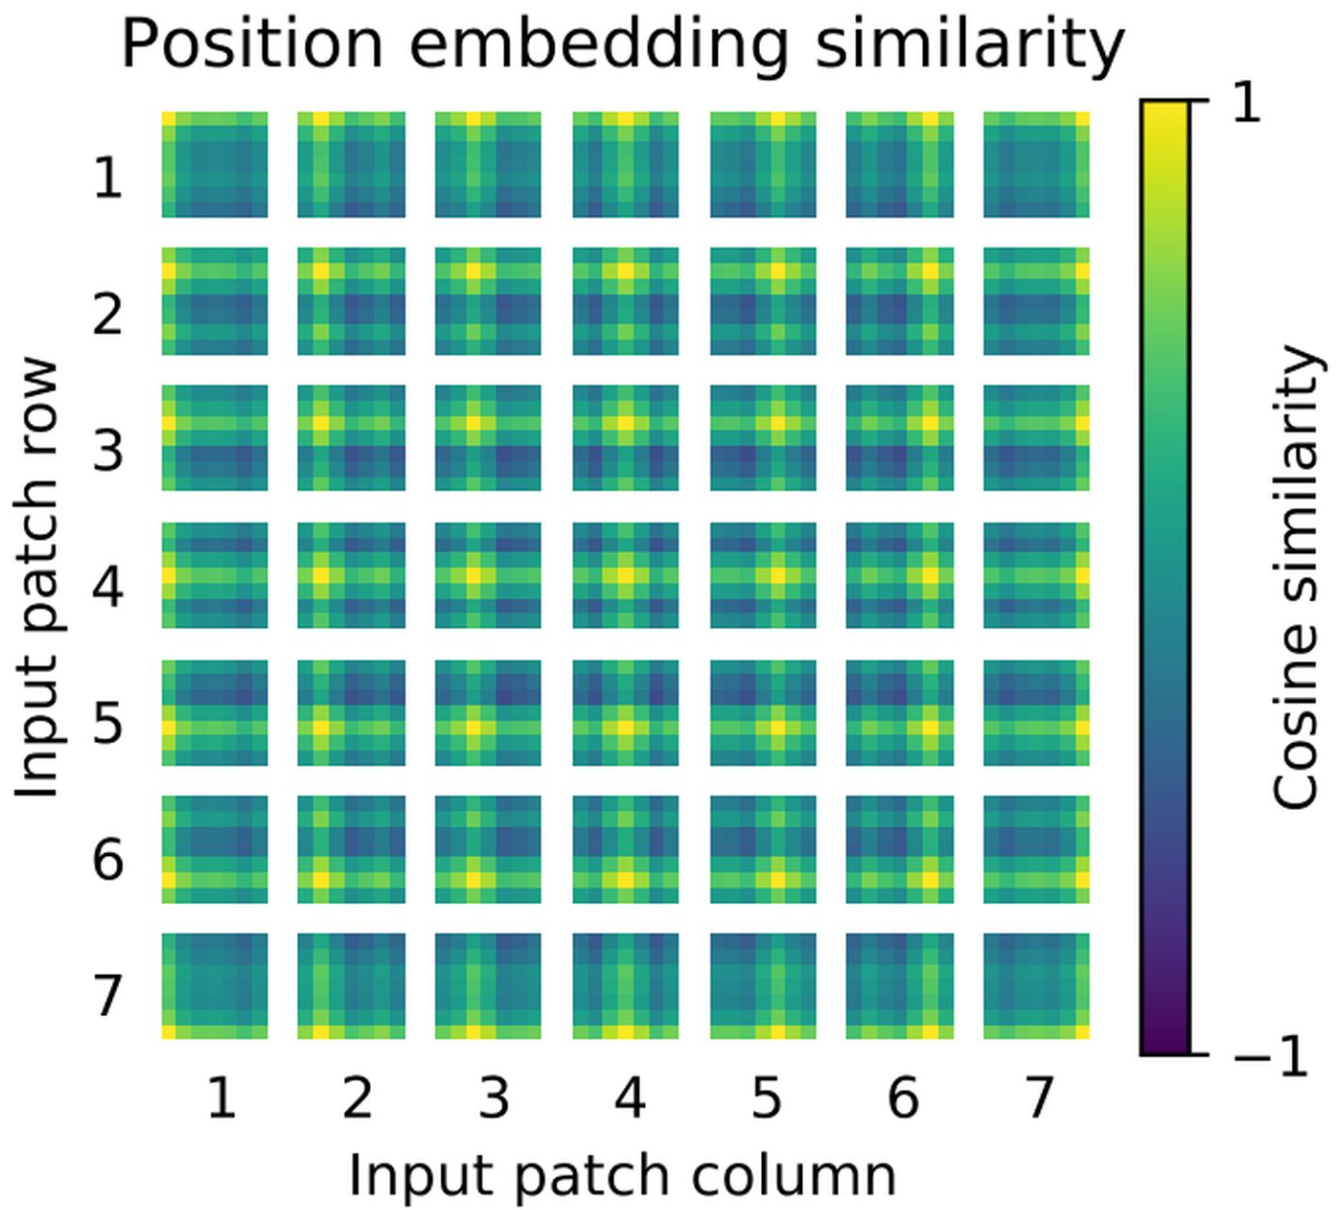 Position embedding similarity
1
2
3
4
5
6
7
Input patch row
1 2 3 4 5 6 7
Input patch column
1
−1
Cosine similarity